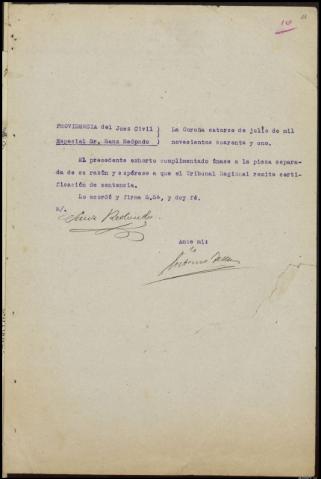 10
PROVIDENCIA del Juez Civil ) La Coruña catorce de julio de mil
Especial Sr. Sanz Redondo ) novecientos cuarenta y uno.
El precedente exhorto cumplimentado únase a la pieza separa-
da de su razón y espérese a que el Tribunal Regional remita certi-
ficación de sentencia.
Lo acordó y firma S.Sª, y doy fé.
Sanz Redondo
Ante mi:
Antonio